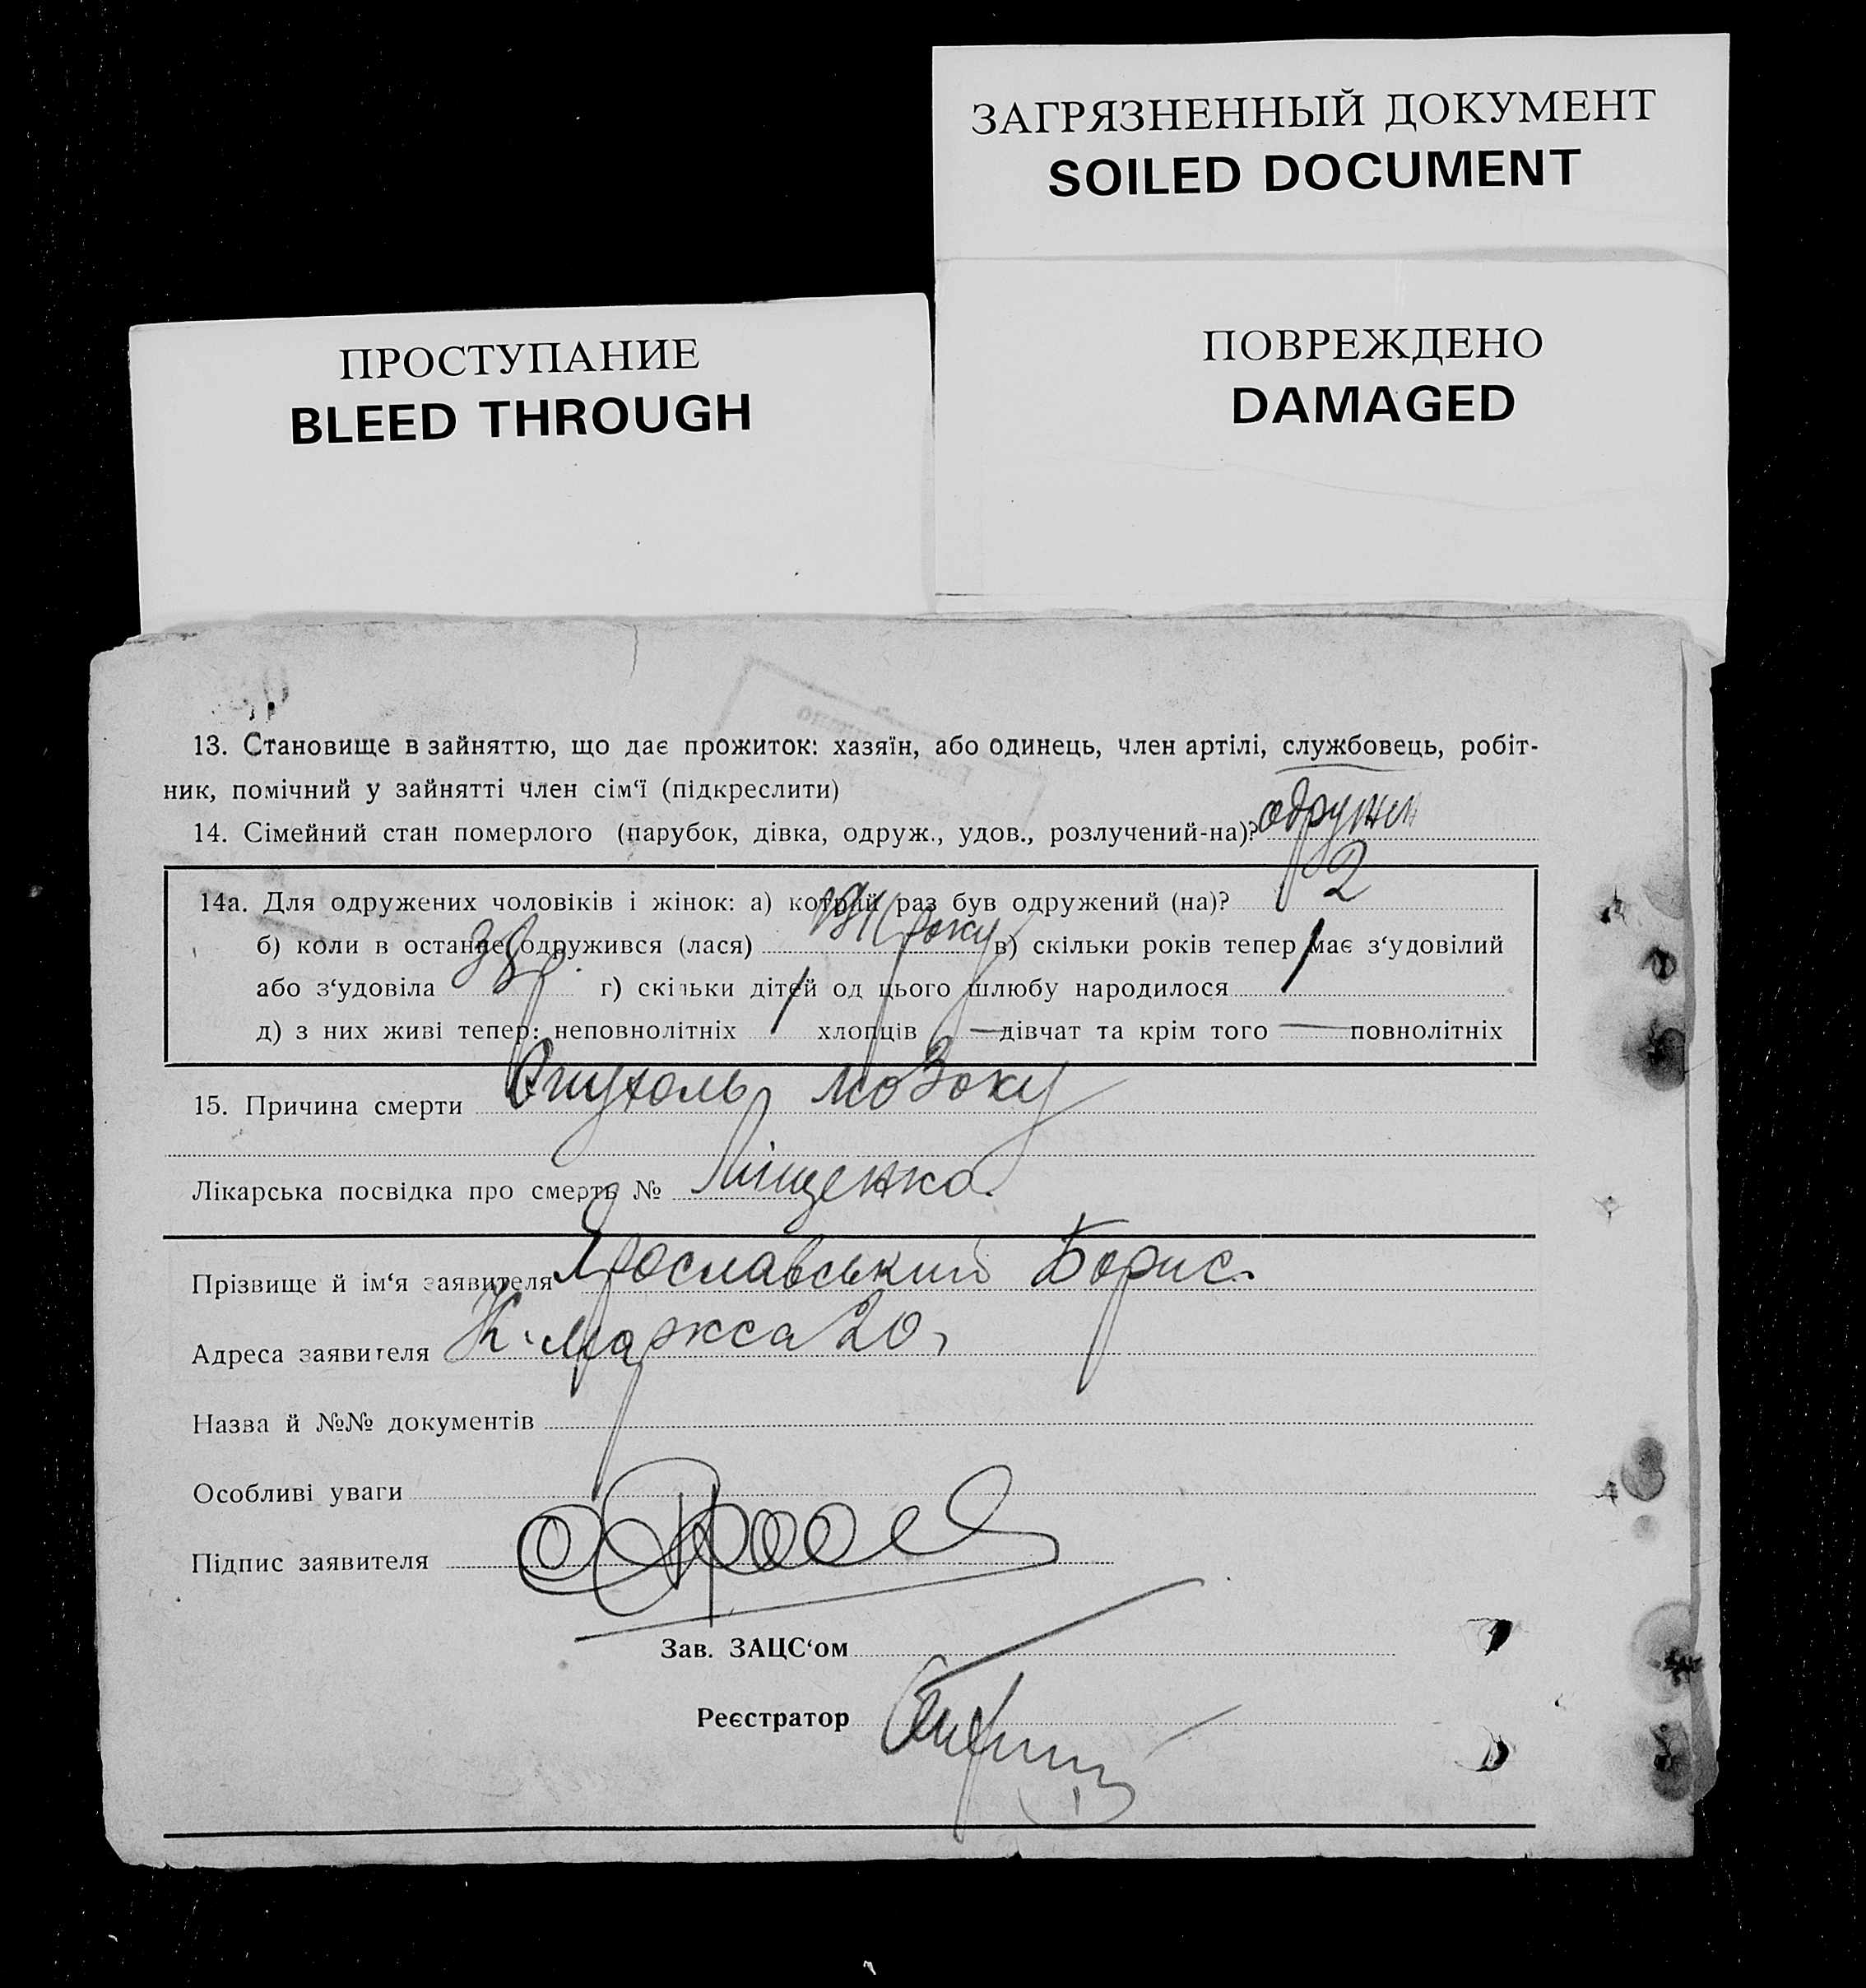 ЗАГРЯЗНЕННЫЙ ДОКУМЕНТ
SOILED DOCUMENT
ПОВРЕЖДЕНО
DAMAGED
ПРОСТУПАНИЕ
BLEED THROUGH
13. Становище в зайняттю, що дає прожиток: хазяїн, або одинець, член артілі, службовець, робіт-
ник, помічний у зайнятті член сім‘ї (підкреслити)
14. Сімейний стан померлого (парубок, дівка, одруж., удов., розлучений-на)? одружен
14а. Для одружених чоловіків і жінок: а) котрий раз був одружений (на)? 2
б) коли в останнє одружився (лася) року в) скільки років тепер має з‘удовілий
або з‘удовіла 38 р. г) скільки дітей од цього шлюбу народилося 1
д) з них живі тепер: неповнолітніх 1 хлопців — дівчат та крім того — повнолітніх
15. Причина смерти Опухоль мозоку
Лікарська посвідка про смерть № Міщенко.
Прізвище й ім‘я заявителя Ярославський Борис.
Адреса заявителя К. Маркса 20,
Назва й №№ документів
Особливі уваги
Підпис заявителя
Зав. ЗАЦС‘ом
Реєстратор